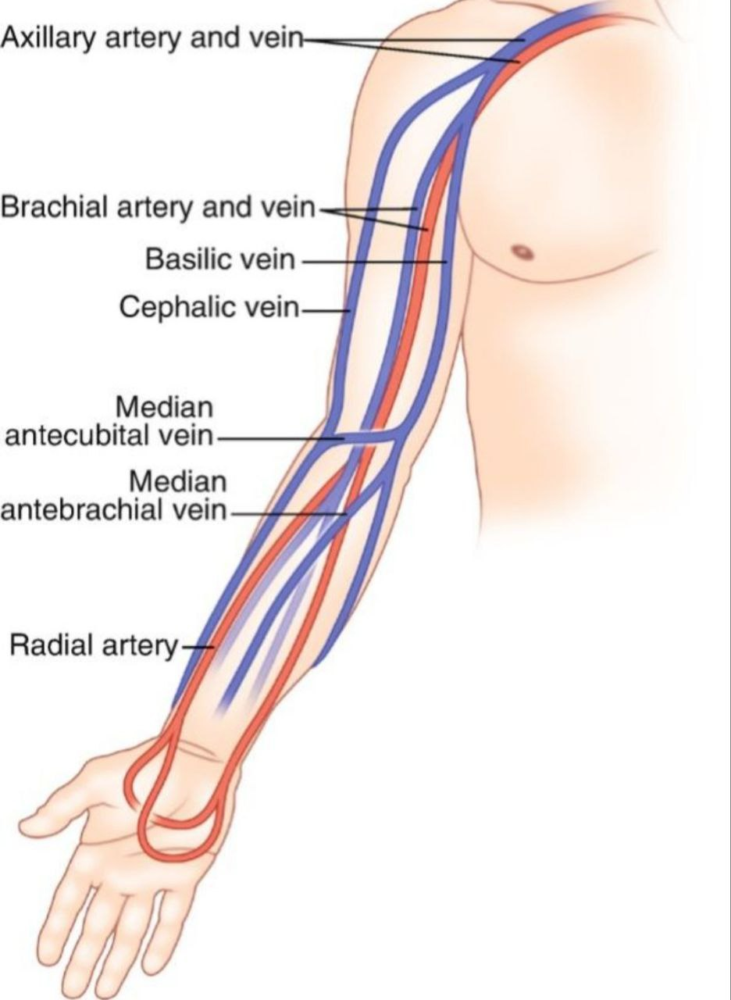 Axillary artery and vein
Brachial artery and vein
Basilic vein
Cephalic vein
Median
antecubital vein
Median
antebrachial vein
Radial artery